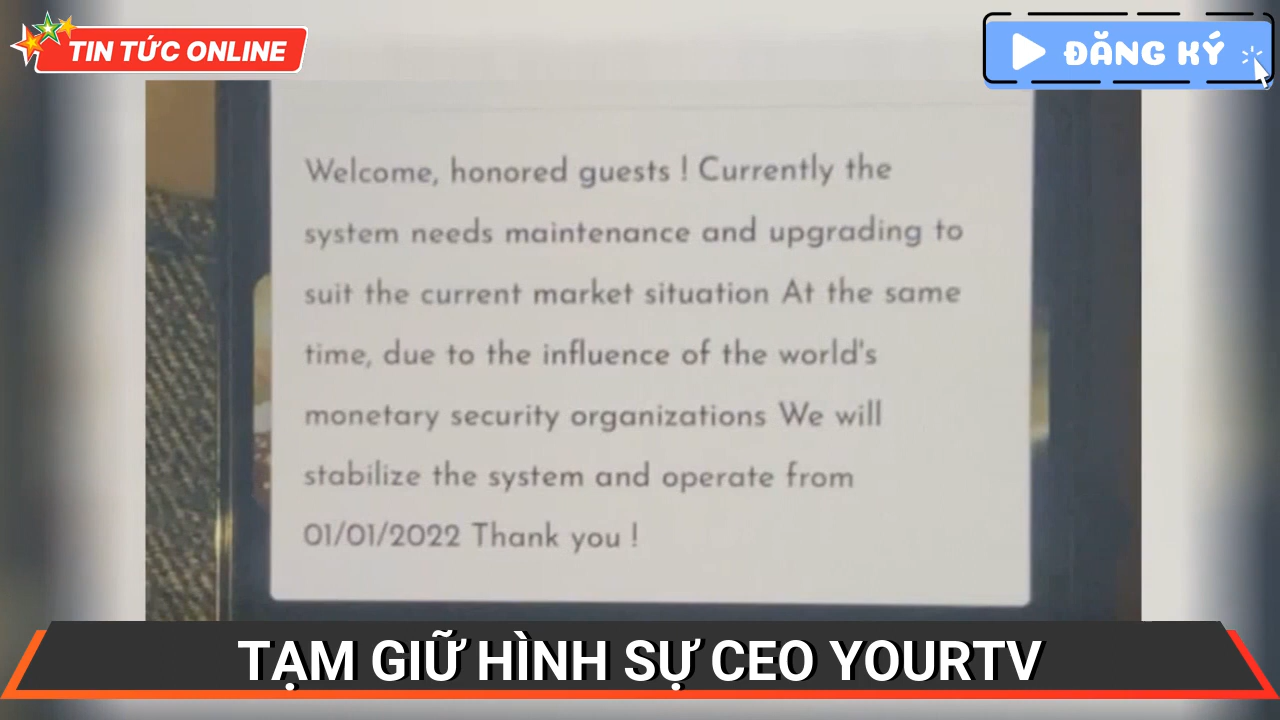 TIN TỨC ONLINE
ĐĂNG KÝ
Welcome, honored guests ! Currently the
system needs maintenance and upgrading to
suit the current market situation At the same
time, due to the influence of the world's
monetary security organizations We will
stabilize the system and operate from
01/01/2022 Thank you !
TẠM GIỮ HÌNH SỰ CEO YOURTV